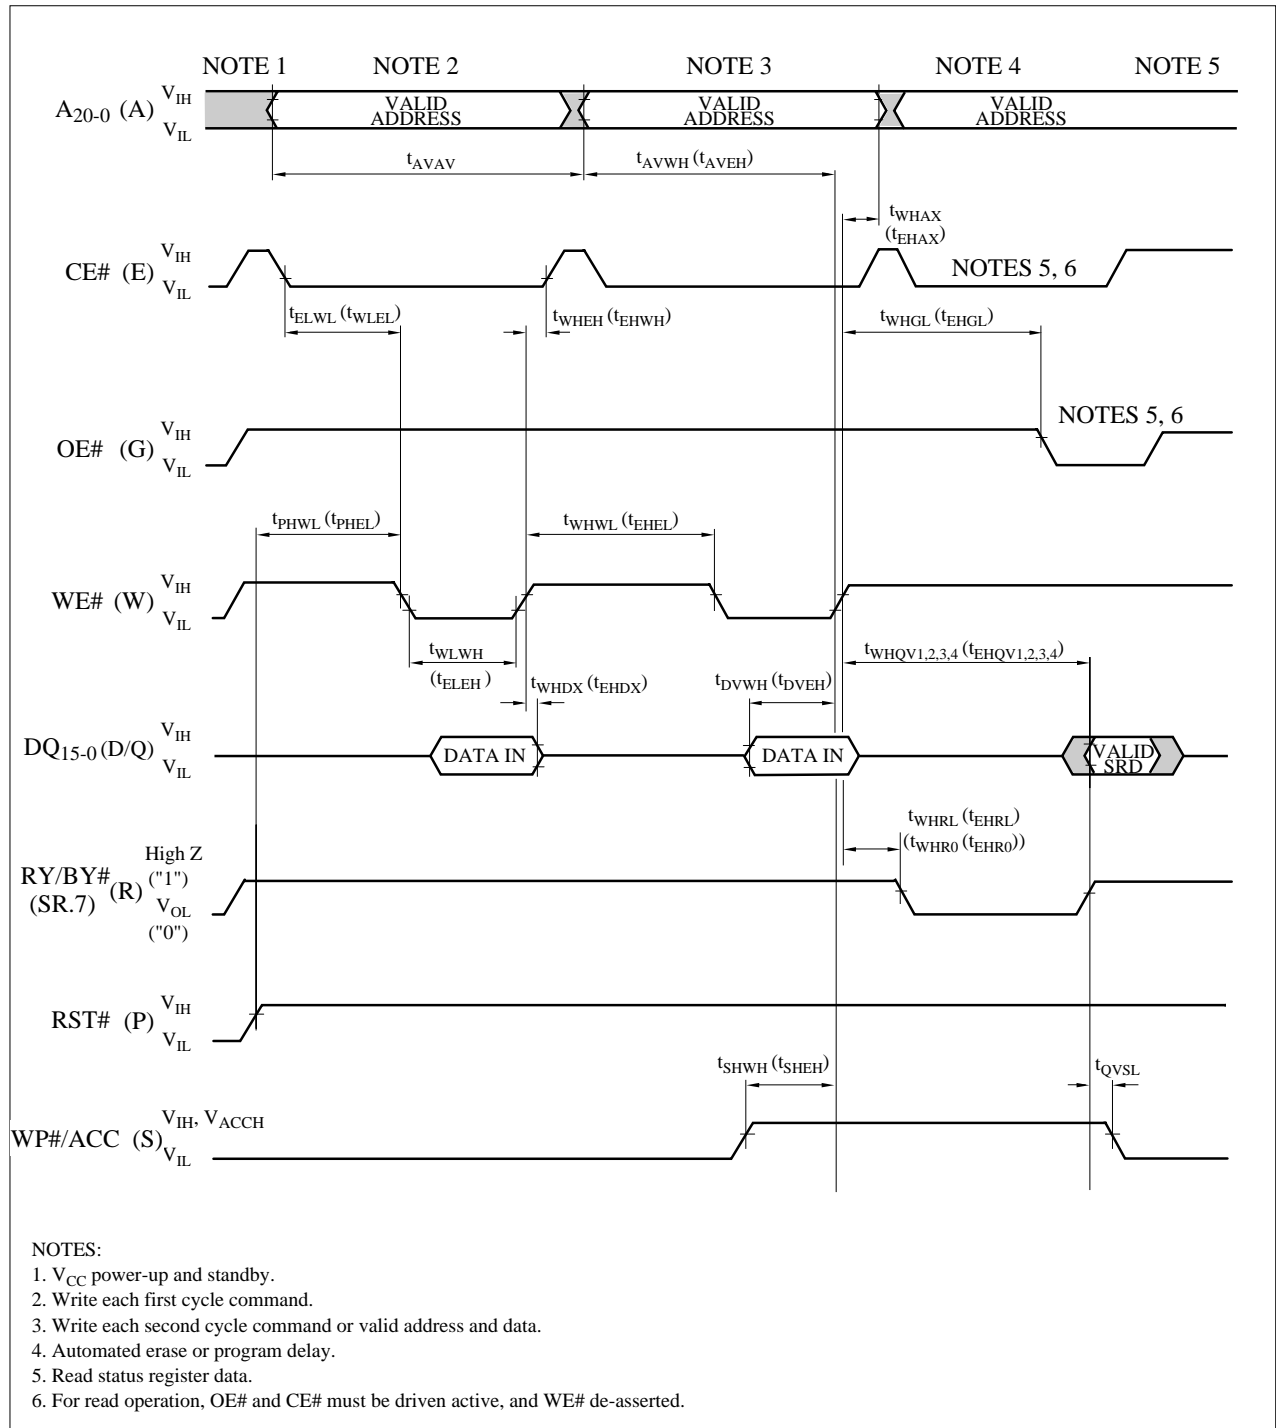 NOTE 1 NOTE 2 NOTE 3 NOTE 4 NOTE 5
A20-0 (A) VIH VIL
VALID ADDRESS
VALID ADDRESS
VALID ADDRESS
tAVAV
tAVWH (tAVEH)
tWHAX
(tEHAX)
CE# (E) VIH VIL
NOTES 5, 6
tELWL (tWLEL)
tWHEH (tEHWH)
tWHGL (tEHGL)
NOTES 5, 6
OE# (G) VIH VIL
tPHWL (tPHEL)
tWHWL (tEHEL)
WE# (W) VIH VIL
tWLWH
(tELEH )
tWHDX (tEHDX)
tDVWH (tDVEH)
tWHQV1,2,3,4 (tEHQV1,2,3,4)
DQ15-0 (D/Q) VIH VIL
DATA IN
DATA IN
VALID SRD
tWHRL (tEHRL)
(tWHR0 (tEHR0))
RY/BY#
(SR.7)
(R)
High Z
("1")
VOL
("0")
RST# (P) VIH VIL
tSHWH (tSHEH)
tQVSL
WP#/ACC (S) VIH, VACCH VIL
NOTES:
1. VCC power-up and standby.
2. Write each first cycle command.
3. Write each second cycle command or valid address and data.
4. Automated erase or program delay.
5. Read status register data.
6. For read operation, OE# and CE# must be driven active, and WE# de-asserted.